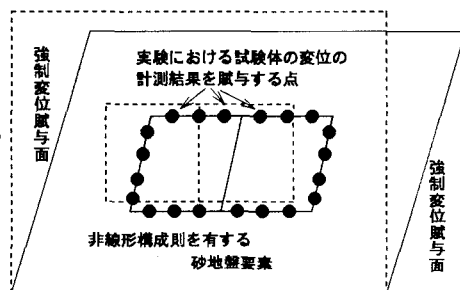 強制変位賦与面
実験における試験体の変位の
計測結果を賦与する点
強制変位賦与面
非線形構成則を有する
砂地盤要素